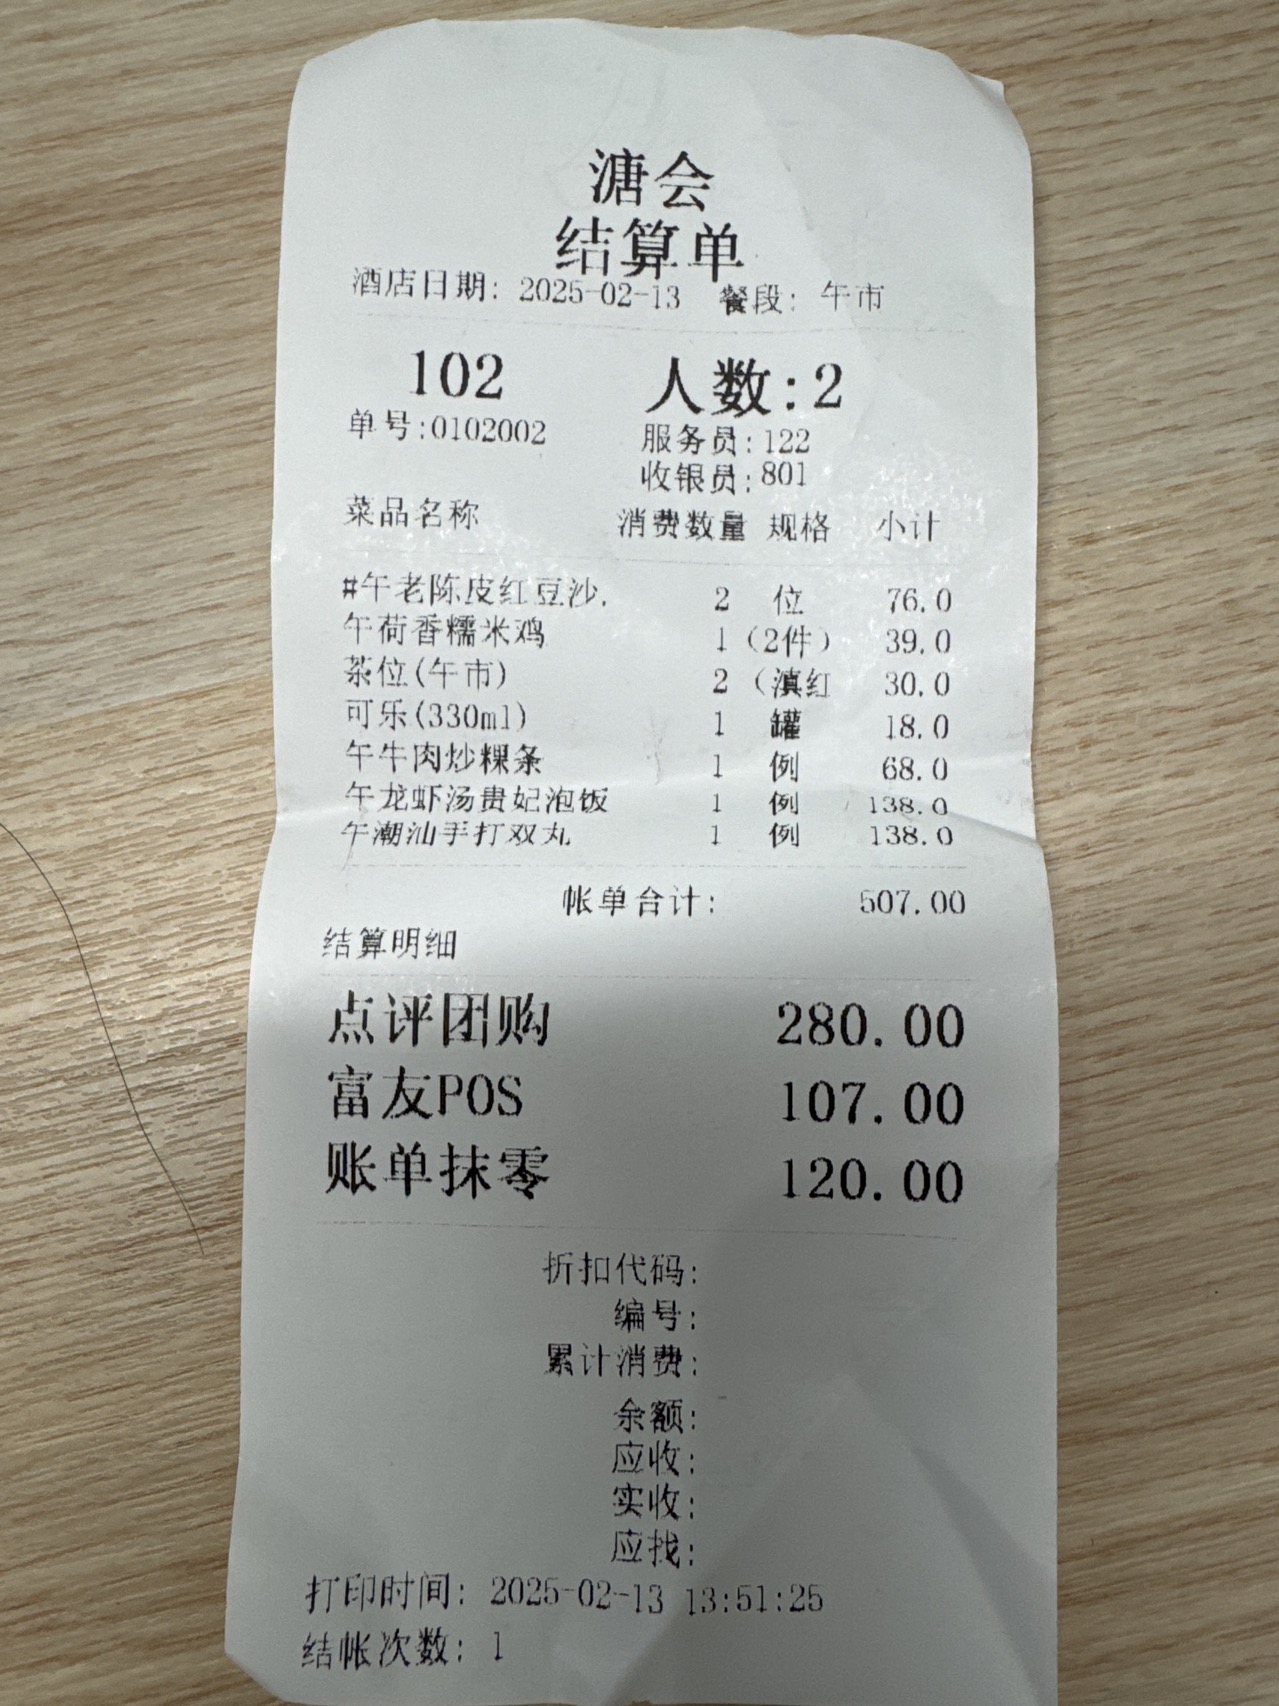 溏会
结算单
酒店日期: 2025-02-13 餐段: 午市
102 人数:2
单号:0102002 服务员:122
收银员:801
菜品名称 消费数量 规格 小计
#午老陈皮红豆沙. 2 位 76.0
午荷香糯米鸡 1 (2件) 39.0
茶位(午市) 2 (滇红 30.0
可乐(330ml) 1 罐 18.0
午牛肉炒粿条 1 例 68.0
午龙虾汤贵妃泡饭 1 例 138.0
午潮汕手打双丸 1 例 138.0
帐单合计: 507.00
结算明细
点评团购 280.00
富友POS 107.00
账单抹零 120.00
折扣代码:
编号:
累计消费:
余额:
应收:
实收:
应找:
打印时间: 2025-02-13 13:51:25
结帐次数: 1